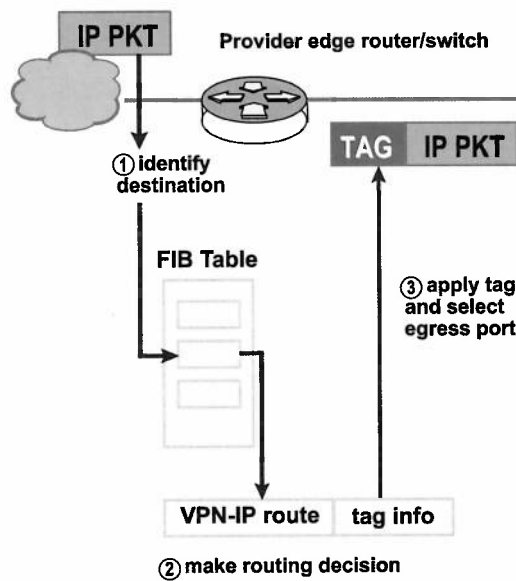 IP PKT
Provider edge router/switch
TAG IP PKT
① identify
destination
FIB Table
③ apply tag
and select
egress port
VPN-IP route tag info
② make routing decision